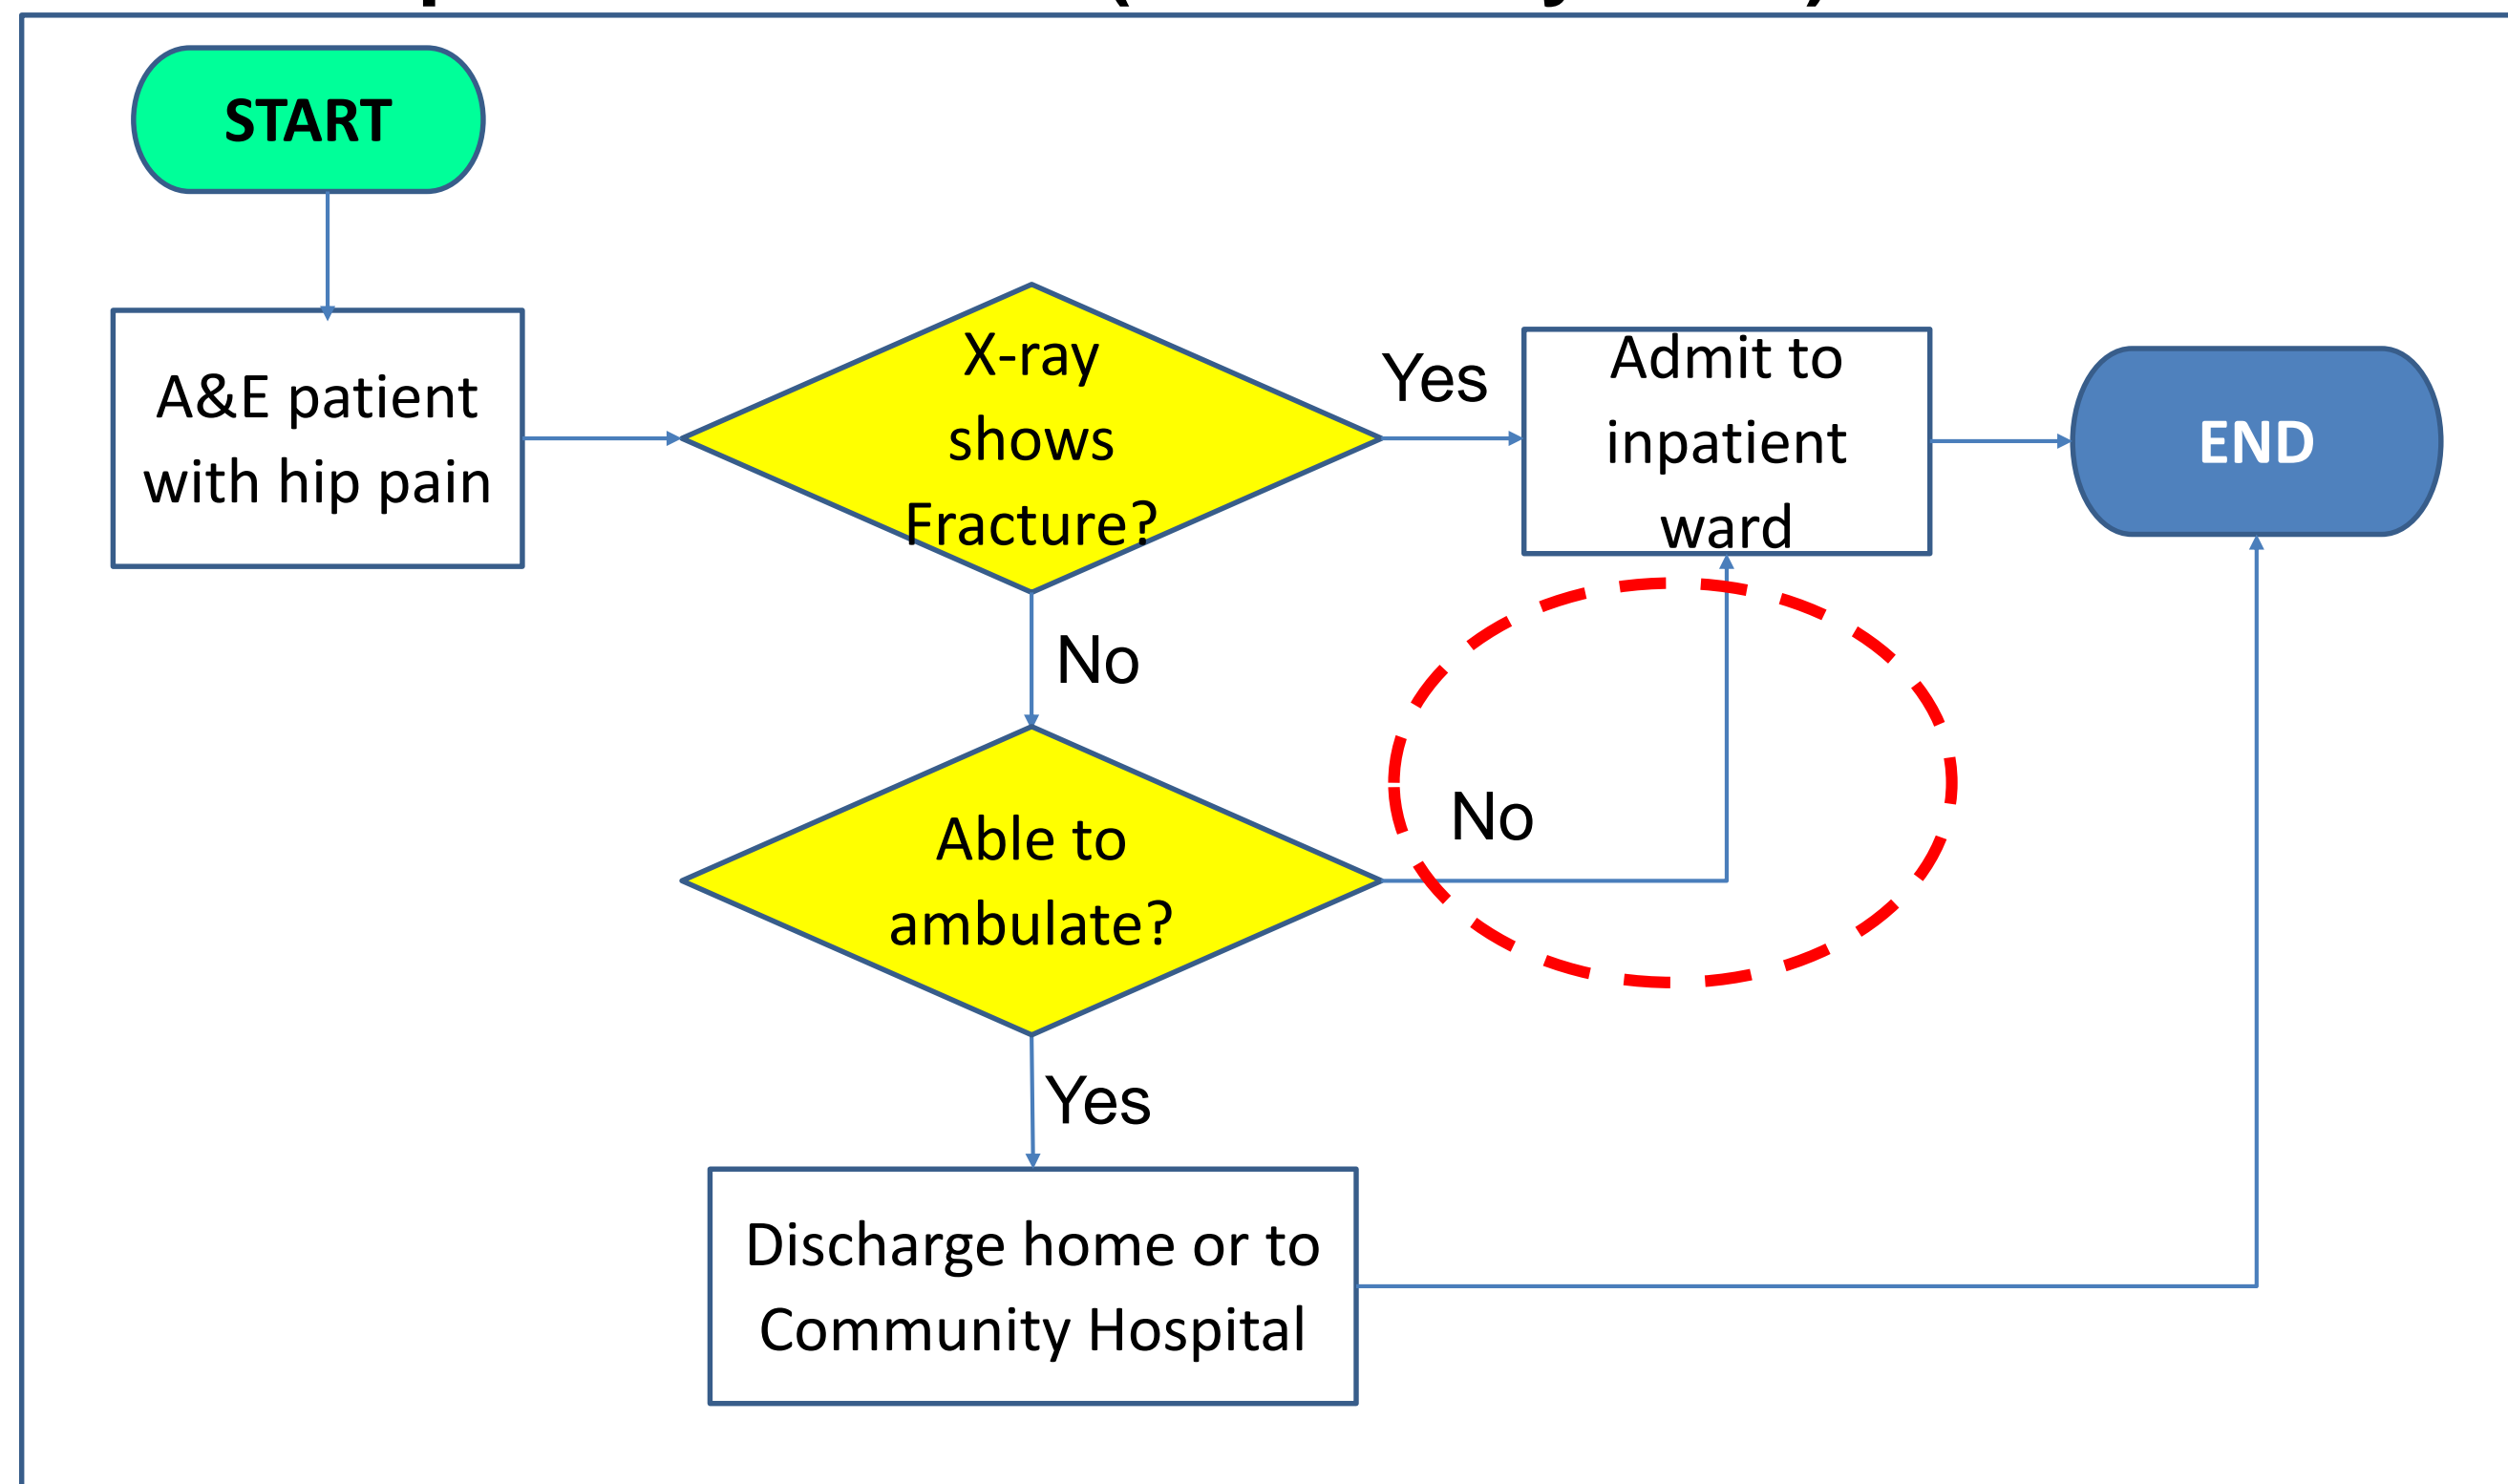 START
A&E patient
with hip pain
X-ray
shows
Fracture?
Yes
Admit to
inpatient
ward
END
No
Able to
ambulate?
No
Yes
Discharge home or to
Community Hospital